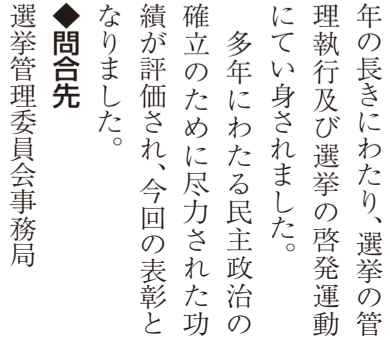 年の長きにわたり、選挙の管
理執行及び選挙の啓発運動
にてい身されました。
多年にわたる民主政治の
確立のために尽力された功
績が評価され、今回の表彰と
なりました。
◆問合先
選挙管理委員会事務局